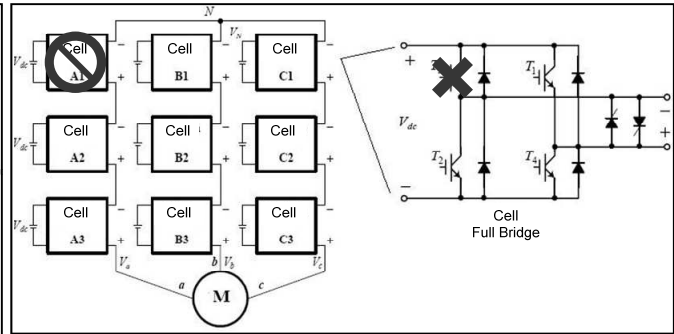 N
V_N
Cell Cell Cell
A1 B1 C1
V_dc
− − −
+ + +
Cell Cell Cell
A2 B2 C2
V_dc
− − −
+ + +
Cell Cell Cell
A3 B3 C3
V_dc
− − −
+ + +
V_a b V_b V_c
a M c
+
T T_1
V_dc
−
+
T_2 T_4
−
Cell
Full Bridge